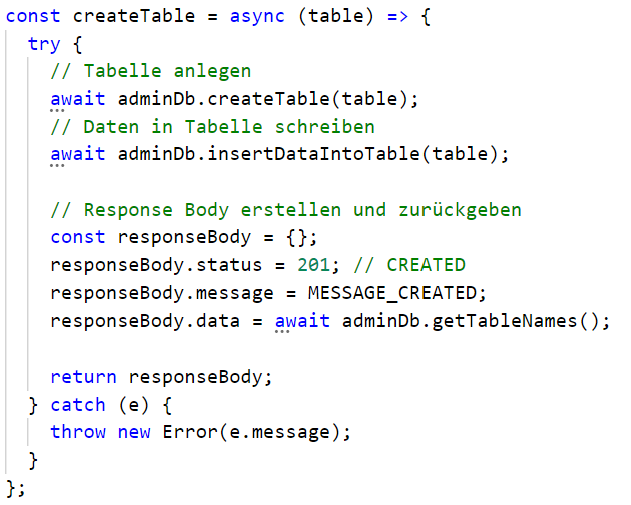 const createTable = async (table) => {
  try {
    // Tabelle anlegen
    await adminDb.createTable(table);
    // Daten in Tabelle schreiben
    await adminDb.insertDataIntoTable(table);

    // Response Body erstellen und zurückgeben
    const responseBody = {};
    responseBody.status = 201; // CREATED
    responseBody.message = MESSAGE_CREATED;
    responseBody.data = await adminDb.getTableNames();

    return responseBody;
  } catch (e) {
    throw new Error(e.message);
  }
};